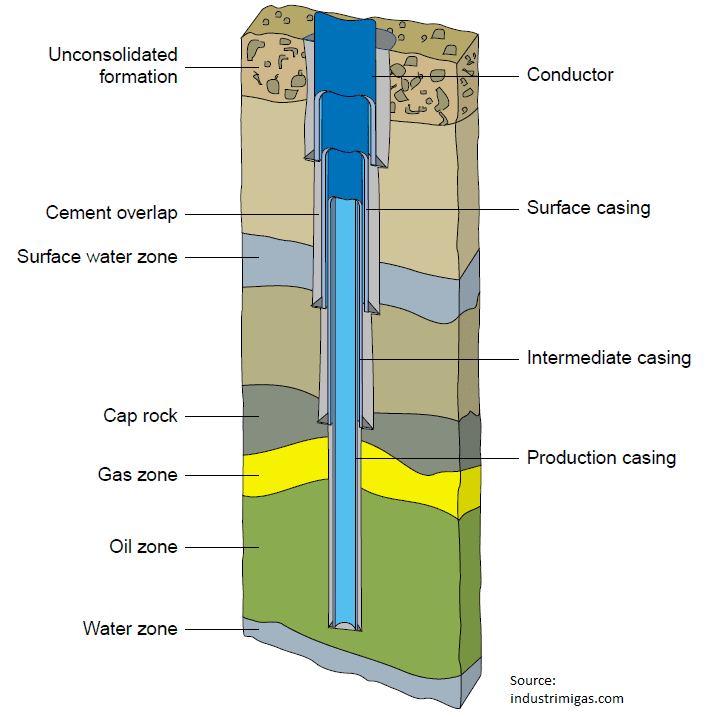 Unconsolidated
formation
Conductor
Cement overlap
Surface casing
Surface water zone
Intermediate casing
Cap rock
Production casing
Gas zone
Oil zone
Water zone
Source:
industrimigas.com